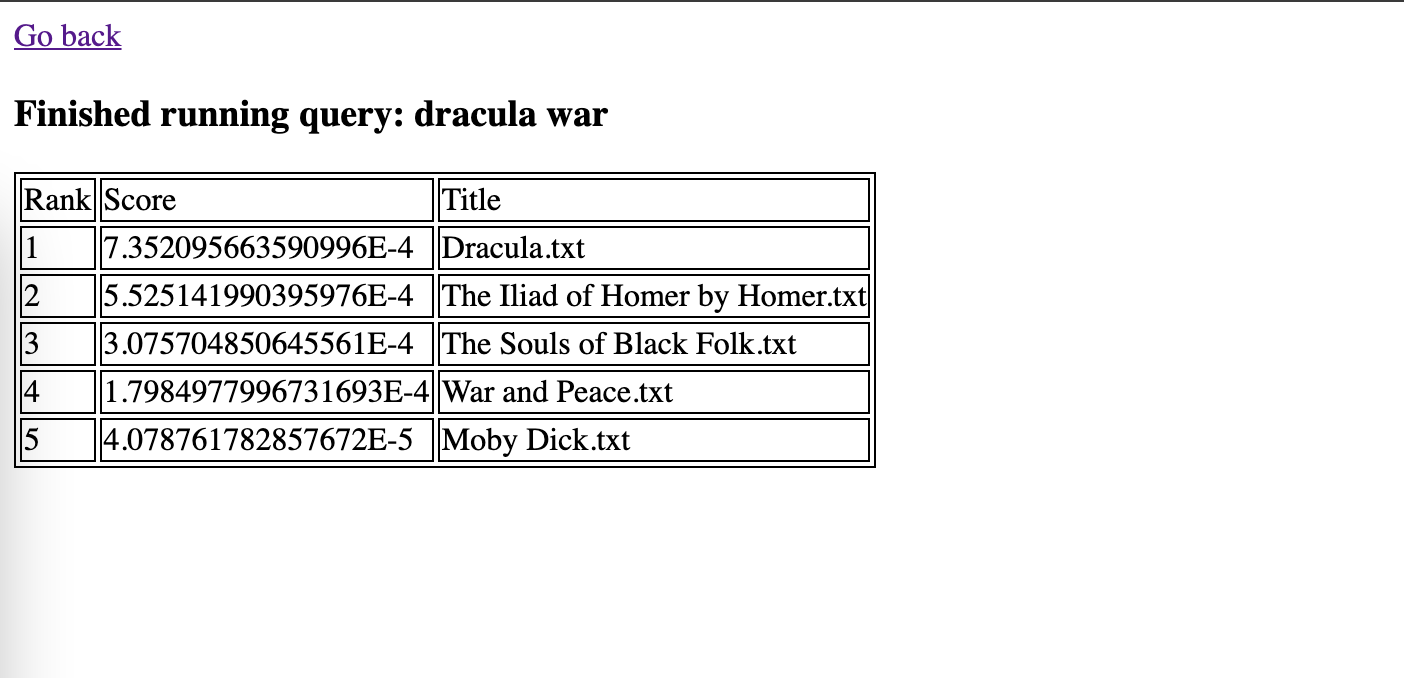 Go back
Finished running query: dracula war
Rank Score Title
1 7.352095663590996E-4 Dracula.txt
2 5.525141990395976E-4 The Iliad of Homer by Homer.txt
3 3.075704850645561E-4 The Souls of Black Folk.txt
4 1.7984977996731693E-4 War and Peace.txt
5 4.078761782857672E-5 Moby Dick.txt